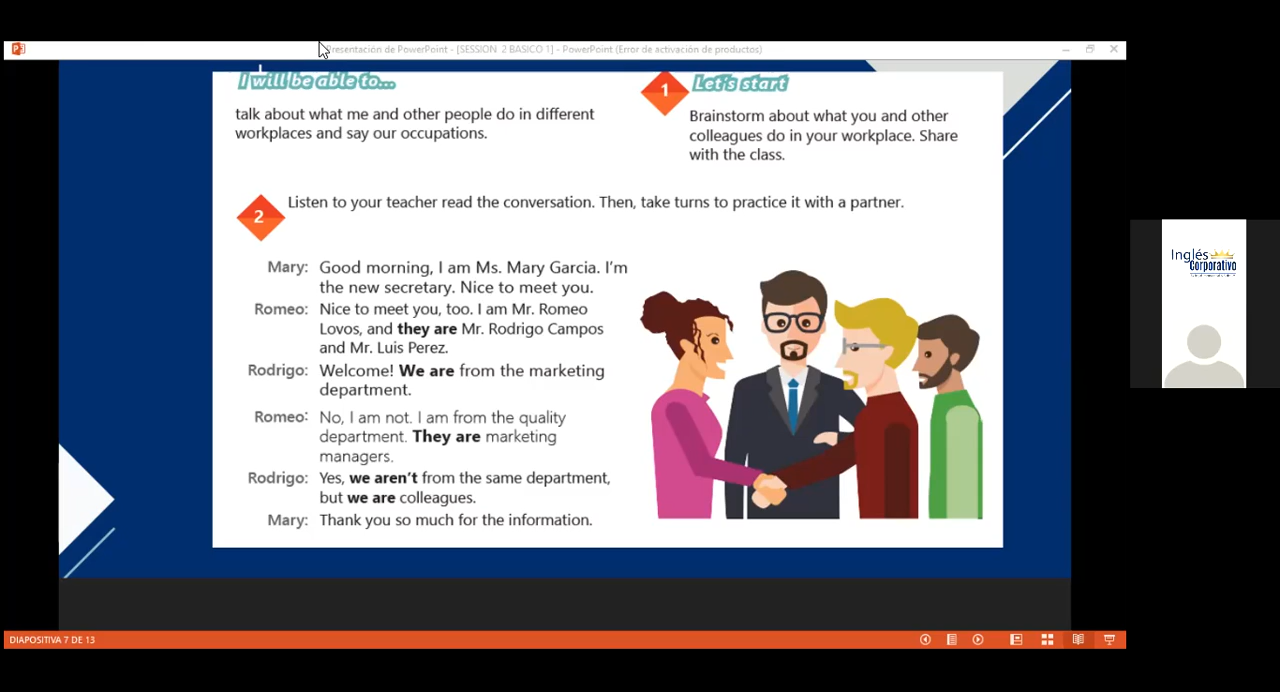 Presentación de PowerPoint - [SESSION 2 BASICO 1] - PowerPoint (Error de activación de productos)
I will be able to...
talk about what me and other people do in different
workplaces and say our occupations.
1
Let's start
Brainstorm about what you and other
colleagues do in your workplace. Share
with the class.
2
Listen to your teacher read the conversation. Then, take turns to practice it with a partner.
Mary: Good morning, I am Ms. Mary Garcia. I'm
the new secretary. Nice to meet you.
Romeo: Nice to meet you, too. I am Mr. Romeo
Lovos, and they are Mr. Rodrigo Campos
and Mr. Luis Perez.
Rodrigo: Welcome! We are from the marketing
department.
Romeo: No, I am not. I am from the quality
department. They are marketing
managers.
Rodrigo: Yes, we aren't from the same department,
but we are colleagues.
Mary: Thank you so much for the information.
Inglés
Corporativo
DIAPOSITIVA 7 DE 13